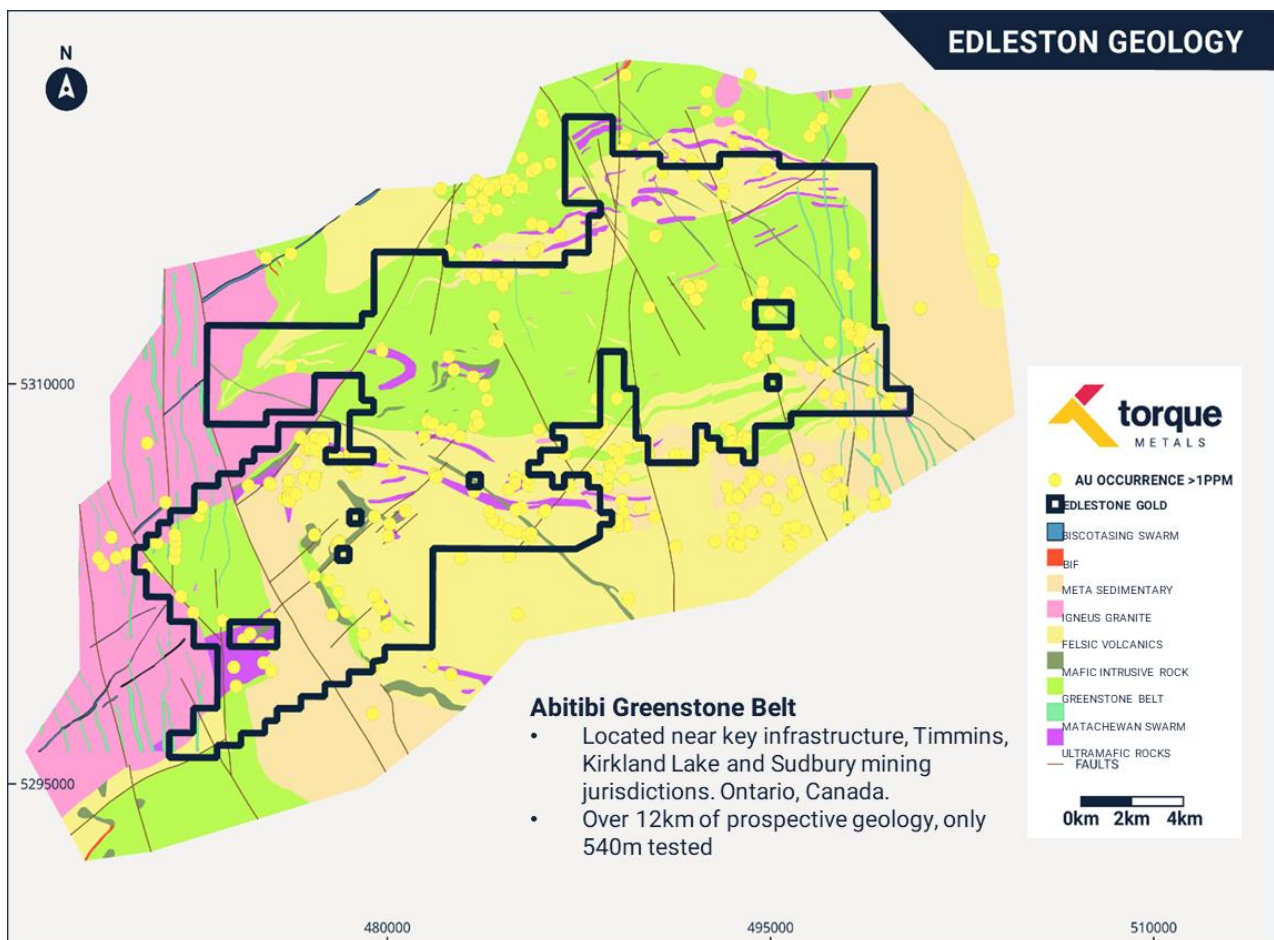 EDLESTON GEOLOGY
N
5310000
5295000
480000
495000
510000
torque
METALS
AU OCCURRENCE >1PPM
EDLESTONE GOLD
BISCOTASING SWARM
BIF
META SEDIMENTARY
IGNEUS GRANITE
FELSIC VOLCANICS
MAFIC INTRUSIVE ROCK
GREENSTONE BELT
MATACHEWAN SWARM
ULTRAMAFIC ROCKS
FAULTS
0km 2km 4km
Abitibi Greenstone Belt
• Located near key infrastructure, Timmins,
Kirkland Lake and Sudbury mining
jurisdictions. Ontario, Canada.
• Over 12km of prospective geology, only
540m tested